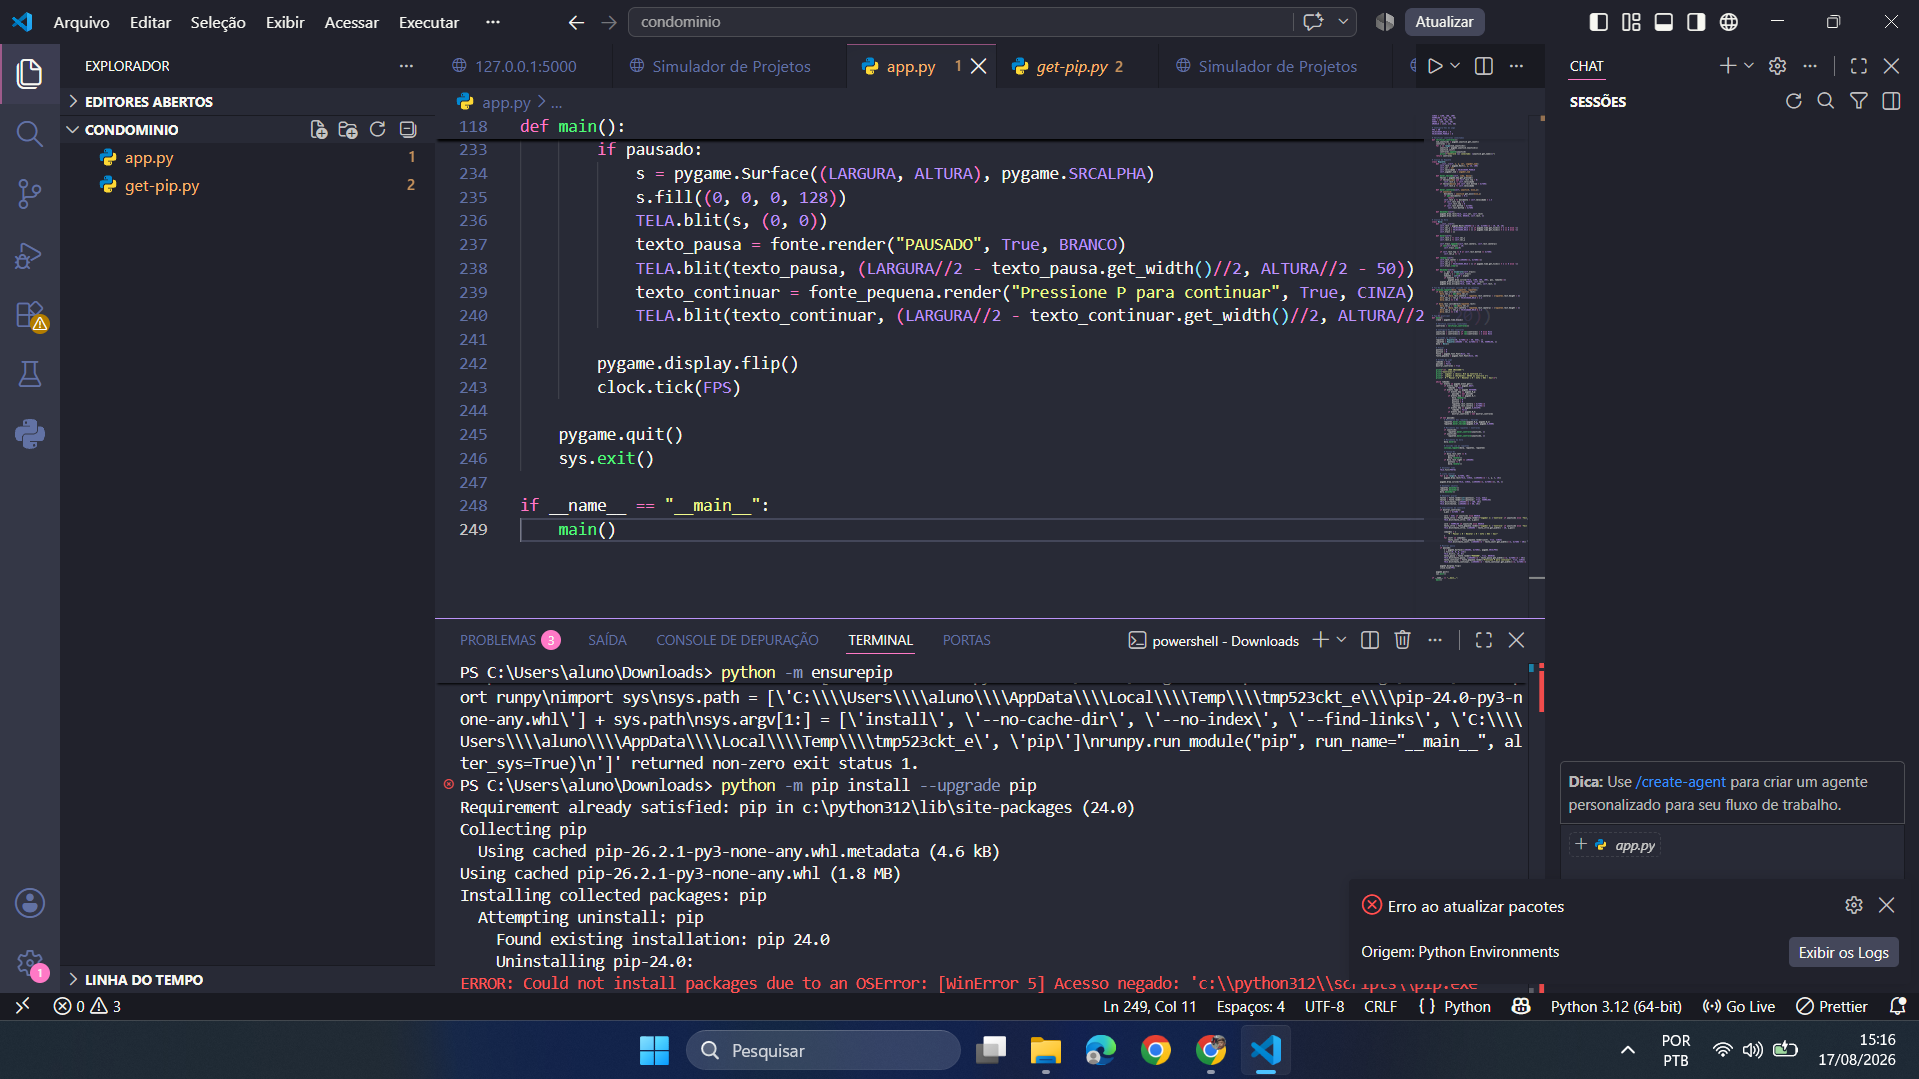 Arquivo Editar Seleção Exibir Acessar Executar ··· condominio Atualizar
EXPLORADOR
EDITORES ABERTOS
CONDOMINIO
app.py 1
get-pip.py 2
LINHA DO TEMPO
127.0.0.1:5000 Simulador de Projetos app.py 1 get-pip.py 2 Simulador de Projetos
app.py > ...
118 def main():
233 if pausado:
234 s = pygame.Surface((LARGURA, ALTURA), pygame.SRCALPHA)
235 s.fill((0, 0, 0, 128))
236 TELA.blit(s, (0, 0))
237 texto_pausa = fonte.render("PAUSADO", True, BRANCO)
238 TELA.blit(texto_pausa, (LARGURA//2 - texto_pausa.get_width()//2, ALTURA//2 - 50))
239 texto_continuar = fonte_pequena.render("Pressione P para continuar", True, CINZA)
240 TELA.blit(texto_continuar, (LARGURA//2 - texto_continuar.get_width()//2, ALTURA//2
241
242 pygame.display.flip()
243 clock.tick(FPS)
244
245 pygame.quit()
246 sys.exit()
247
248 if __name__ == "__main__":
249 main()
PROBLEMAS 3 SAÍDA CONSOLE DE DEPURAÇÃO TERMINAL PORTAS powershell - Downloads
PS C:\Users\aluno\Downloads> python -m ensurepip
ort runpy\nimport sys\nsys.path = [\'C:\\\\Users\\\\aluno\\\\AppData\\\\Local\\\\Temp\\\\tmp523ckt_e\\\\pip-24.0-py3-n
one-any.whl\'] + sys.path\nsys.argv[1:] = [\'install\', \'--no-cache-dir\', \'--no-index\', \'--find-links\', \'C:\\\\
Users\\\\aluno\\\\AppData\\\\Local\\\\Temp\\\\tmp523ckt_e\', \'pip\']\nrunpy.run_module("pip", run_name="__main__", al
ter_sys=True)\n']' returned non-zero exit status 1.
PS C:\Users\aluno\Downloads> python -m pip install --upgrade pip
Requirement already satisfied: pip in c:\python312\lib\site-packages (24.0)
Collecting pip
Using cached pip-26.2.1-py3-none-any.whl.metadata (4.6 kB)
Using cached pip-26.2.1-py3-none-any.whl (1.8 MB)
Installing collected packages: pip
Attempting uninstall: pip
Found existing installation: pip 24.0
Uninstalling pip-24.0:
ERROR: Could not install packages due to an OSError: [WinError 5] Acesso negado: 'c:\\python312\\scripts\\pip.exe'
CHAT
SESSÕES
Dica: Use /create-agent para criar um agente
personalizado para seu fluxo de trabalho.
+ app.py
Erro ao atualizar pacotes
Origem: Python Environments
Exibir os Logs
0 3 Ln 249, Col 11 Espaços: 4 UTF-8 CRLF { } Python Python 3.12 (64-bit) Go Live Prettier
1
Pesquisar
POR
PTB
15:16
17/08/2026